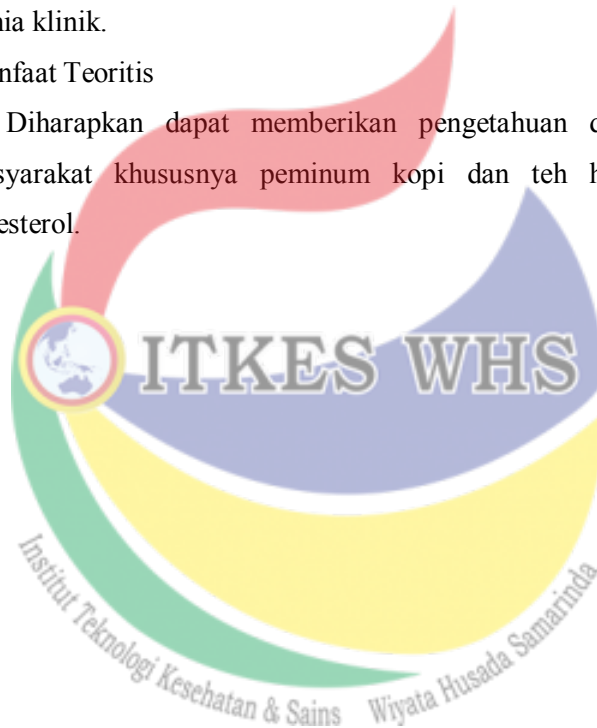 nia klinik.
nfaat Teoritis
Diharapkan dapat memberikan pengetahuan
syarakat khususnya peminum kopi dan teh
esterol.
ITKES WHS
Institut Teknologi Kesehatan & Sains Wiyata Husada Samarinda